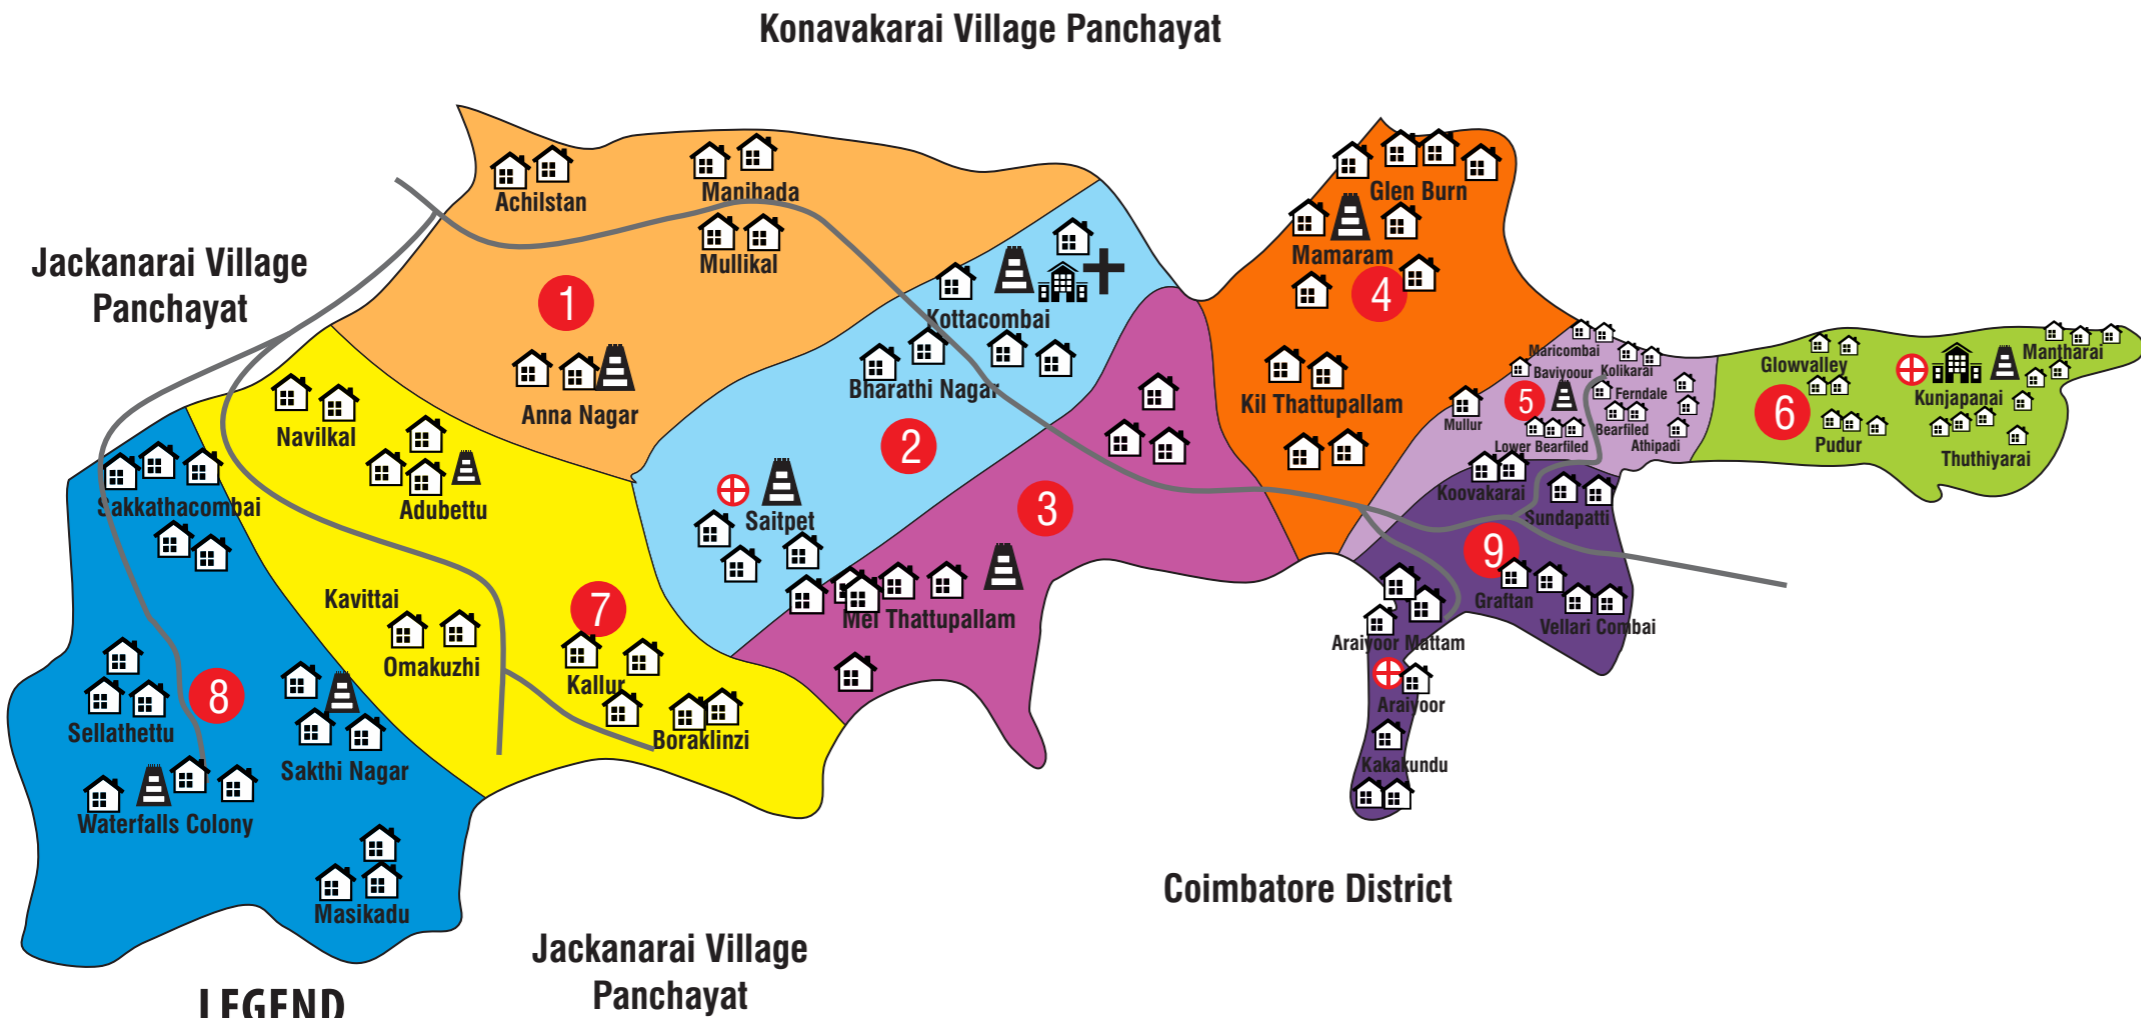 Konavakarai Village Panchayat
Jackanarai Village
Panchayat
Achilstan
Manihada
Mullikal
1
Anna Nagar
Kottacombai
Bharathi Nagar
2
Saitpet
3
Mel Thattupallam
Glen Burn
Mamaram
4
Kil Thattupallam
Maricombai
Kolikarai
Baviyoour
5
Ferndale
Mullur
Bearfiled
Lower Bearfiled
Athipadi
Glowvalley
6
Pudur
Kunjapanai
Mantharai
Thuthiyarai
Koovakarai
Sundapatti
9
Graftan
Vellari Combai
Araiyoor Mattam
Araiyoor
Kakakundu
Navilkal
Adubettu
Kavittai
Omakuzhi
7
Kallur
Boraklinzi
Sakkathacombai
8
Sellathettu
Sakthi Nagar
Waterfalls Colony
Masikadu
Coimbatore District
Jackanarai Village
Panchayat
LEGEND